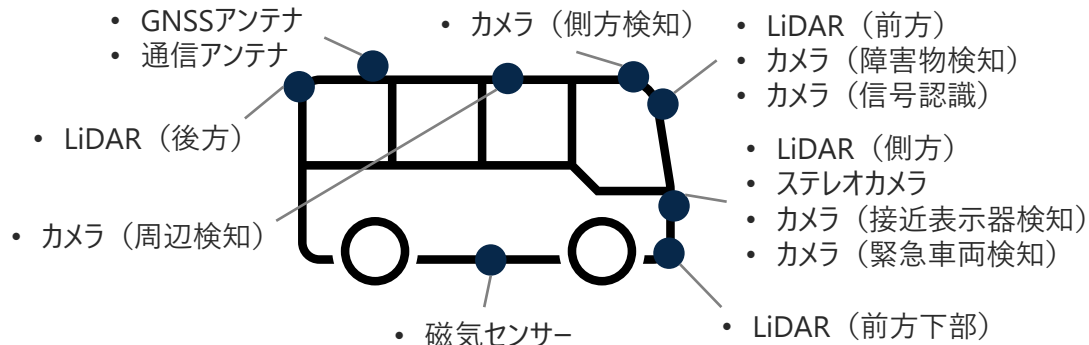 • GNSSアンテナ
• 通信アンテナ
• カメラ（側方検知）
• LiDAR（前方）
• カメラ（障害物検知）
• カメラ（信号認識）
• LiDAR（後方）
• LiDAR（側方）
• ステレオカメラ
• カメラ（接近表示器検知）
• カメラ（緊急車両検知）
• カメラ（周辺検知）
• 磁気センサー
• LiDAR（前方下部）